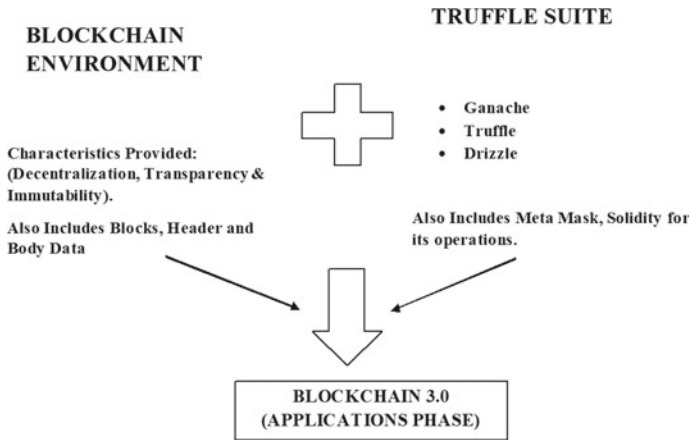 BLOCKCHAIN
ENVIRONMENT
Characteristics Provided:
(Decentralization, Transparency &
Immutability).
Also Includes Blocks, Header and
Body Data
TRUFFLE SUITE
• Ganache
• Truffle
• Drizzle
Also Includes Meta Mask, Solidity for
its operations.
BLOCKCHAIN 3.0
(APPLICATIONS PHASE)